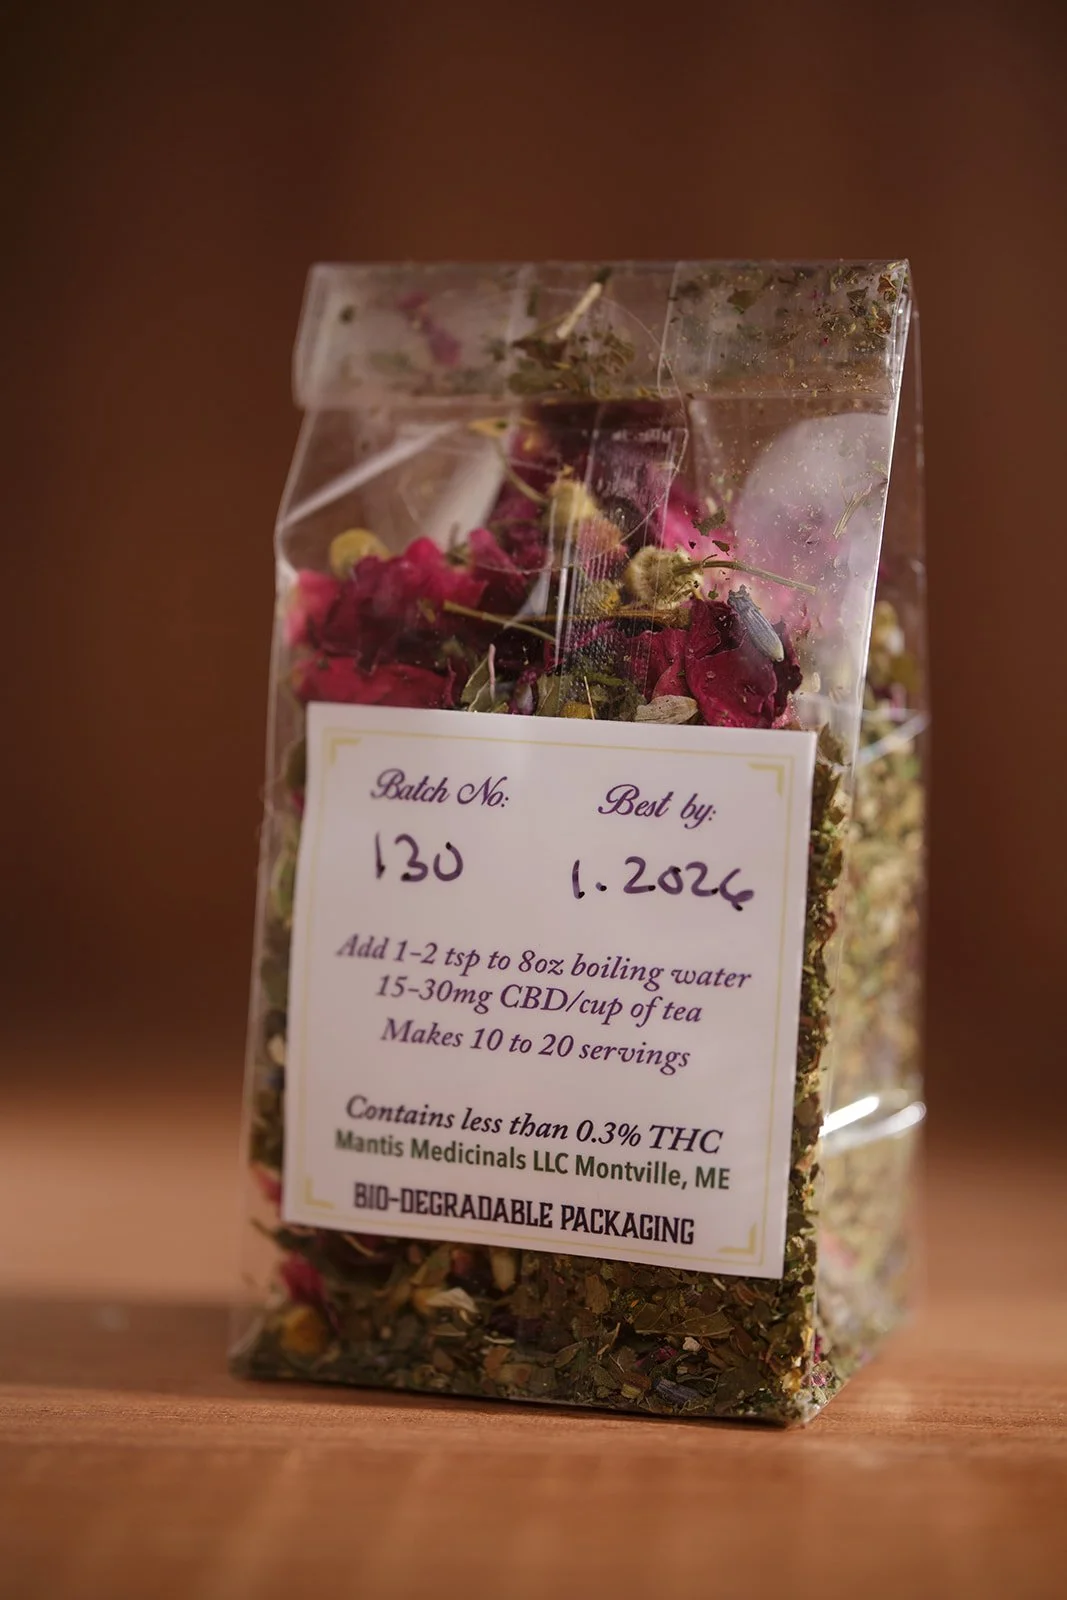 Batch No: Best by:
130 1.2026
Add 1-2 tsp to 8oz boiling water
15-30mg CBD/cup of tea
Makes 10 to 20 servings
Contains less than 0.3% THC
Mantis Medicinals LLC Montville, ME
BIO-DEGRADABLE PACKAGING